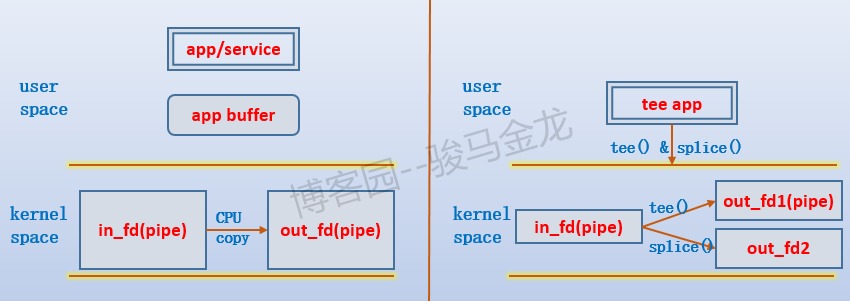 app/service
user
space
app buffer
kernel
space
in_fd(pipe)
CPU
copy
out_fd(pipe)
user
space
tee app
tee() & splice()
kernel
space
in_fd(pipe)
tee()
splice()
out_fd1(pipe)
out_fd2
博客园--骏马金龙